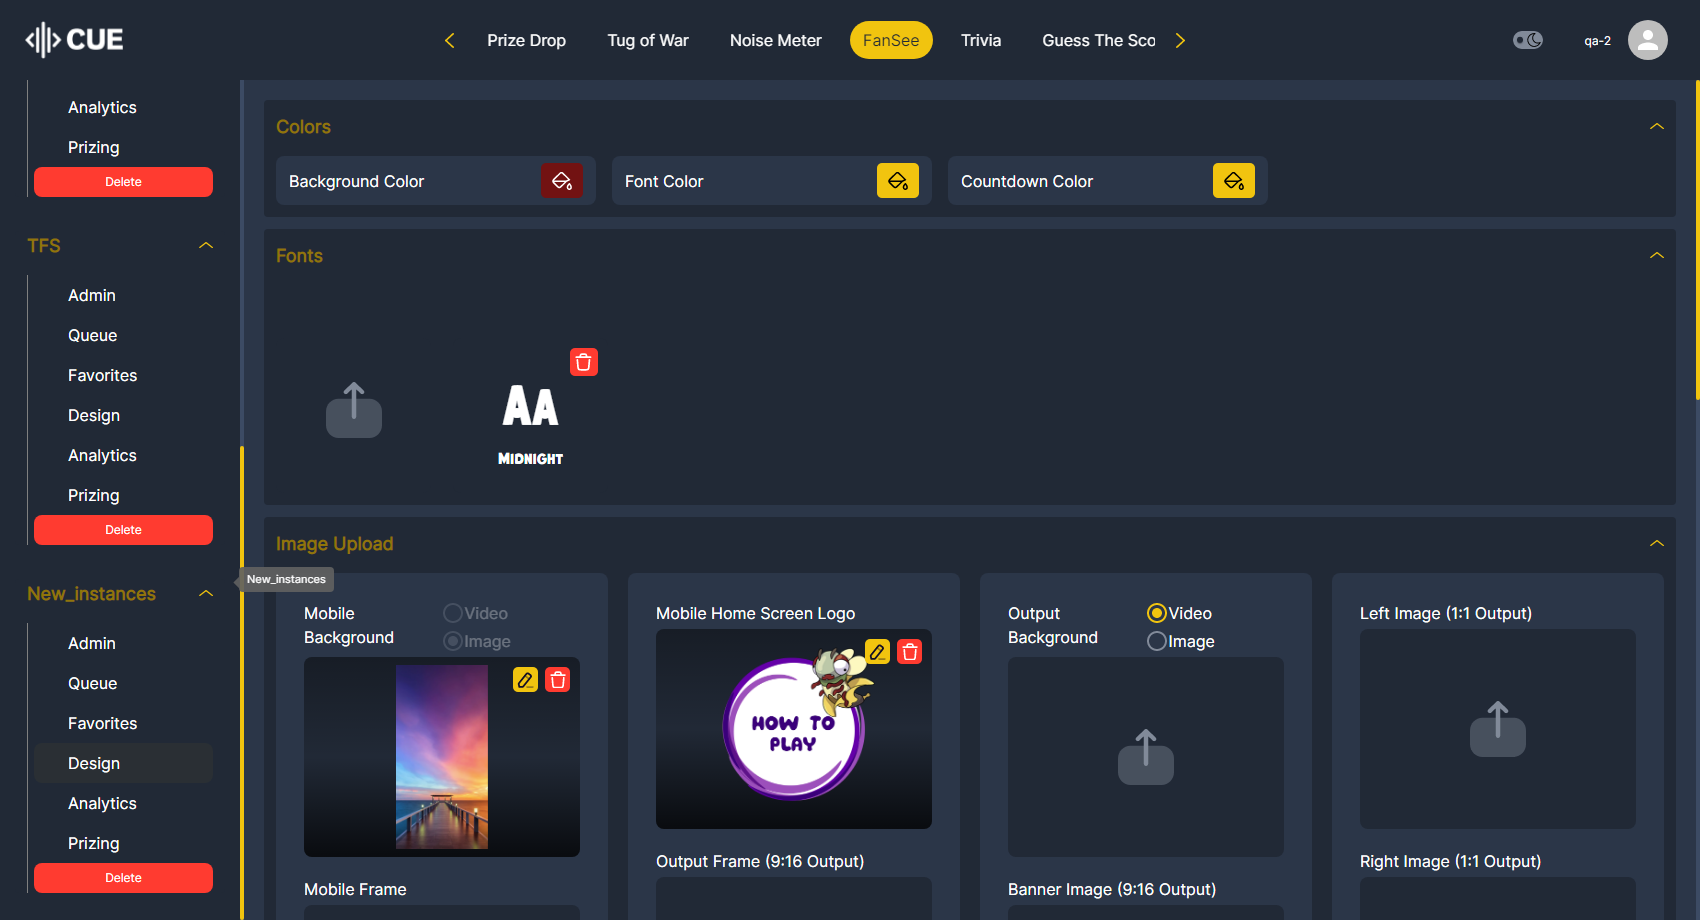 CUE
Prize Drop
Tug of War
Noise Meter
FanSee
Trivia
Guess The Sco
qa-2
Analytics
Prizing
Delete
TFS
Admin
Queue
Favorites
Design
Analytics
Prizing
Delete
New_instances
New_instances
Admin
Queue
Favorites
Design
Analytics
Prizing
Delete
Colors
Background Color
Font Color
Countdown Color
Fonts
AA
MIDNIGHT
Image Upload
Mobile
Background
Video
Image
Mobile Frame
Mobile Home Screen Logo
HOW TO
PLAY
Output Frame (9:16 Output)
Output
Background
Video
Image
Banner Image (9:16 Output)
Left Image (1:1 Output)
Right Image (1:1 Output)